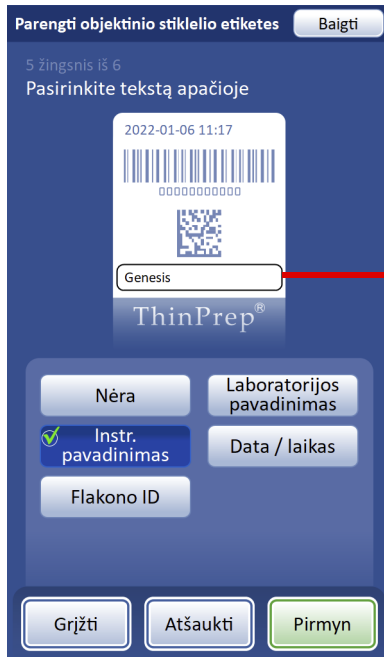 Parengti objektinio stiklelio etiketes
Baigti
5 žingsnis iš 6
Pasirinkite tekstą apačioje
2022-01-06 11:17
00000000000
Genesis
ThinPrep®
Nėra
Laboratorijos
pavadinimas
Instr.
pavadinimas
Data / laikas
Flakono ID
Grįžti
Atšaukti
Pirmyn